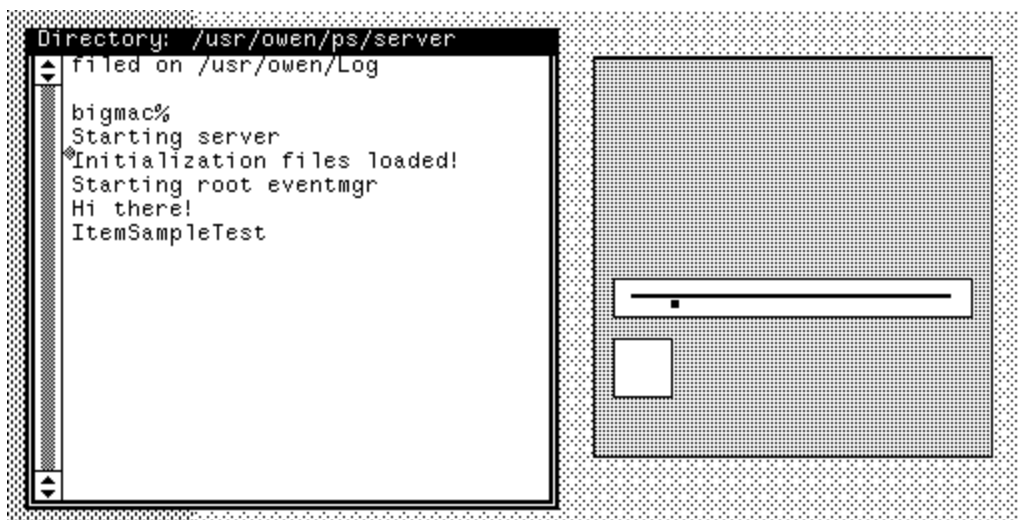 Directory: /usr/owen/ps/server
filed on /usr/owen/Log
bigmac%
Starting server
Initialization files loaded!
Starting root eventmgr
Hi there!
ItemSampleTest